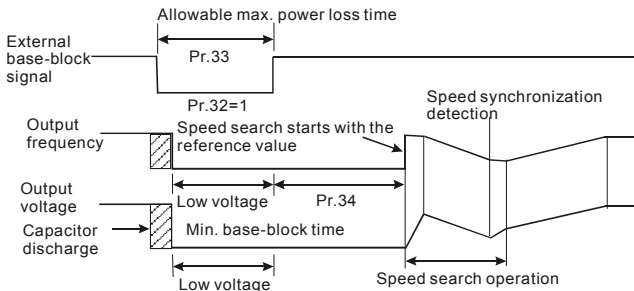 Allowable max. power loss time
External
base-block
signal
Pr.33
Pr.32=1
Speed synchronization
detection
Output
frequency
Speed search starts with the
reference value
Output
voltage
Low voltage
Pr.34
Capacitor
discharge
Min. base-block time
Low voltage
Speed search operation